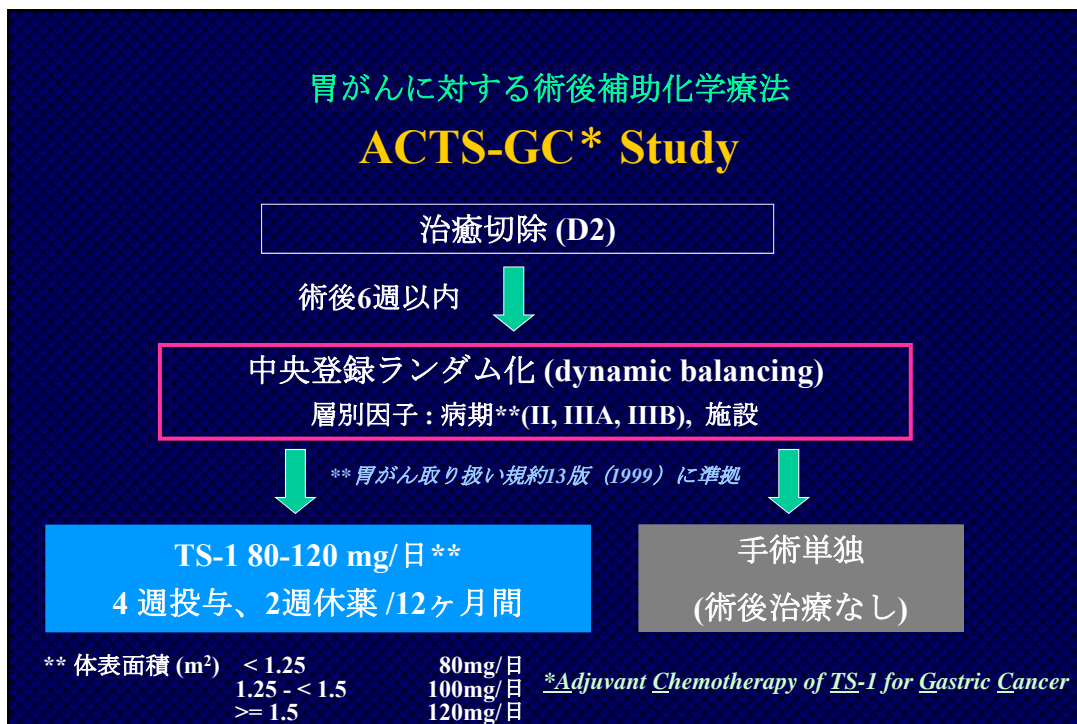 胃がんに対する術後補助化学療法
ACTS-GC* Study
治癒切除 (D2)
術後6週以内
中央登録ランダム化 (dynamic balancing)
層別因子 : 病期**(II, IIIA, IIIB), 施設
**胃がん取り扱い規約13版（1999）に準拠
TS-1 80-120 mg/日**
4 週投与、2週休薬 /12ヶ月間
手術単独
(術後治療なし)
** 体表面積 (m²) < 1.25 80mg/日
1.25 - < 1.5 100mg/日
>= 1.5 120mg/日
*Adjuvant Chemotherapy of TS-1 for Gastric Cancer